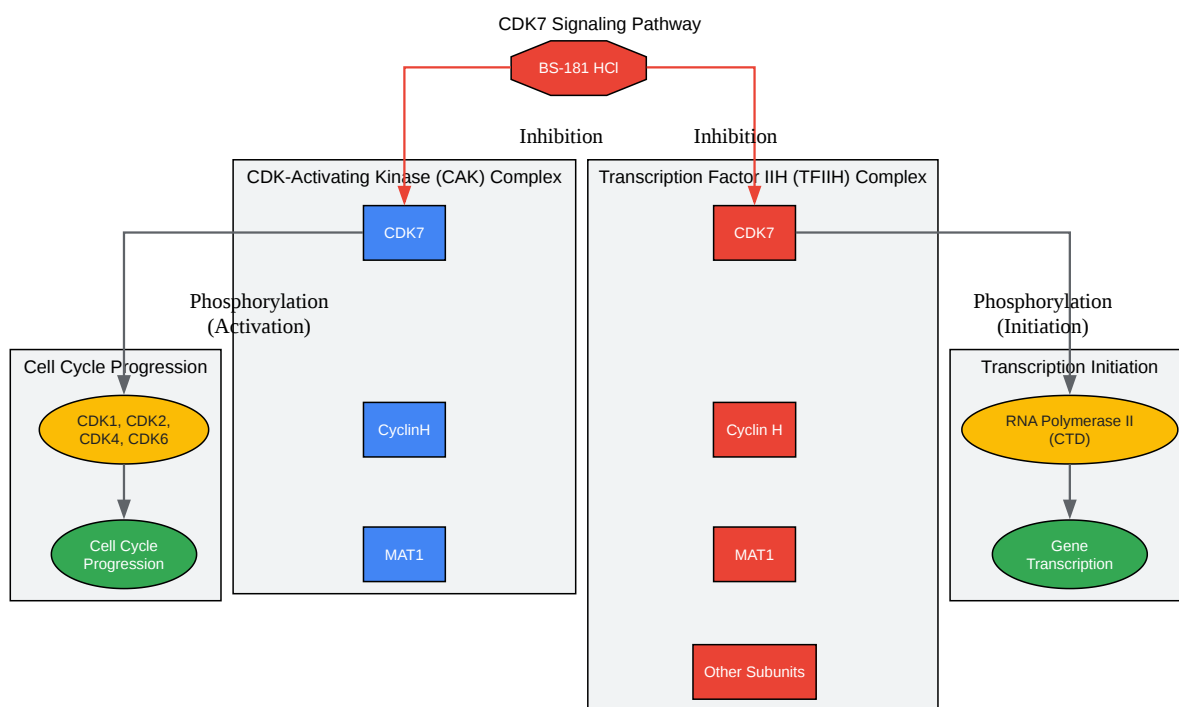 CDK7 Signaling Pathway
BS-181 HCl
Inhibition
Inhibition
CDK-Activating Kinase (CAK) Complex
Transcription Factor IIH (TFIIH) Complex
CDK7
CDK7
Phosphorylation
(Activation)
Phosphorylation
(Initiation)
Cell Cycle Progression
Transcription Initiation
CDK1, CDK2,
CDK4, CDK6
CyclinH
Cyclin H
RNA Polymerase II
(CTD)
Cell Cycle
Progression
MAT1
MAT1
Gene
Transcription
Other Subunits